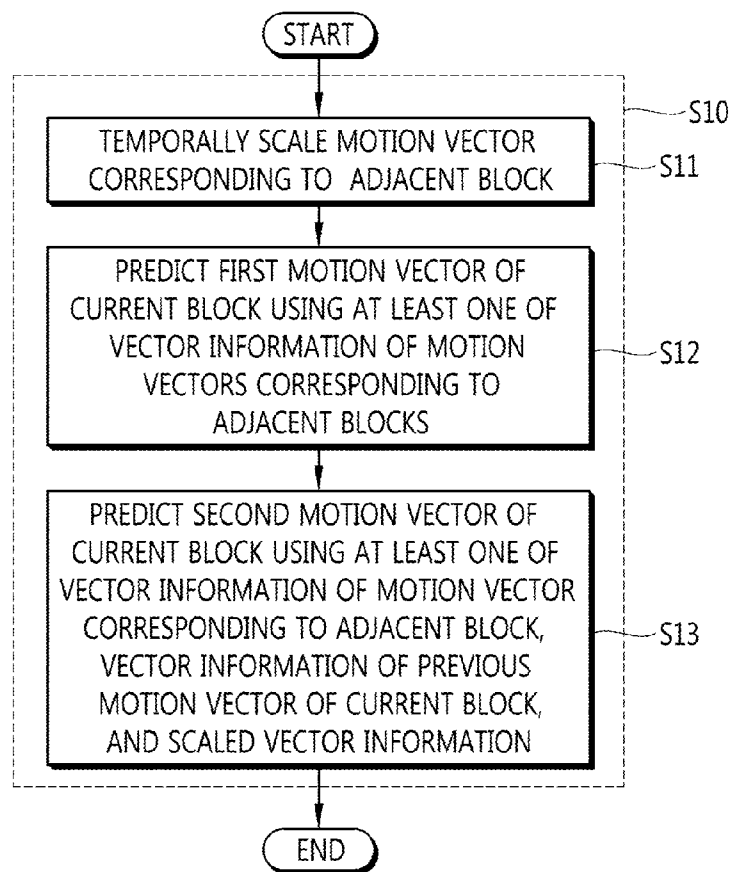 START
S10
TEMPORALLY SCALE MOTION VECTOR
CORRESPONDING TO ADJACENT BLOCK
S11
PREDICT FIRST MOTION VECTOR OF
CURRENT BLOCK USING AT LEAST ONE OF
VECTOR INFORMATION OF MOTION
VECTORS CORRESPONDING TO
ADJACENT BLOCKS
S12
PREDICT SECOND MOTION VECTOR OF
CURRENT BLOCK USING AT LEAST ONE OF
VECTOR INFORMATION OF MOTION VECTOR
CORRESPONDING TO ADJACENT BLOCK,
VECTOR INFORMATION OF PREVIOUS
MOTION VECTOR OF CURRENT BLOCK,
AND SCALED VECTOR INFORMATION
S13
END